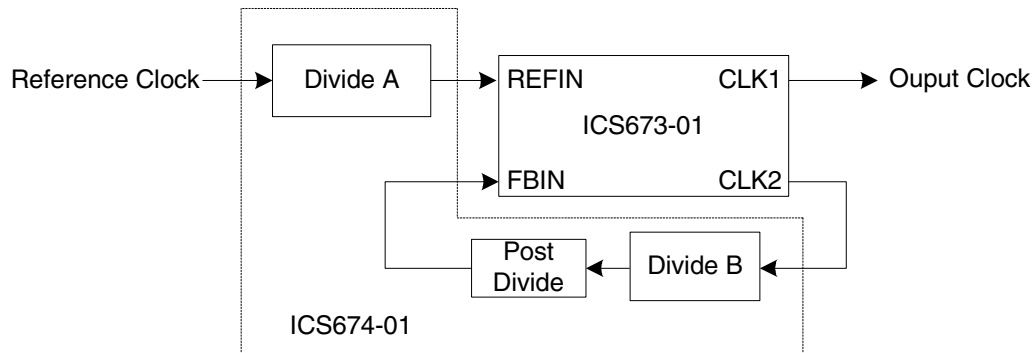 Reference Clock
Divide A
REFIN
CLK1
Ouput Clock
ICS673-01
FBIN
CLK2
Post
Divide
Divide B
ICS674-01